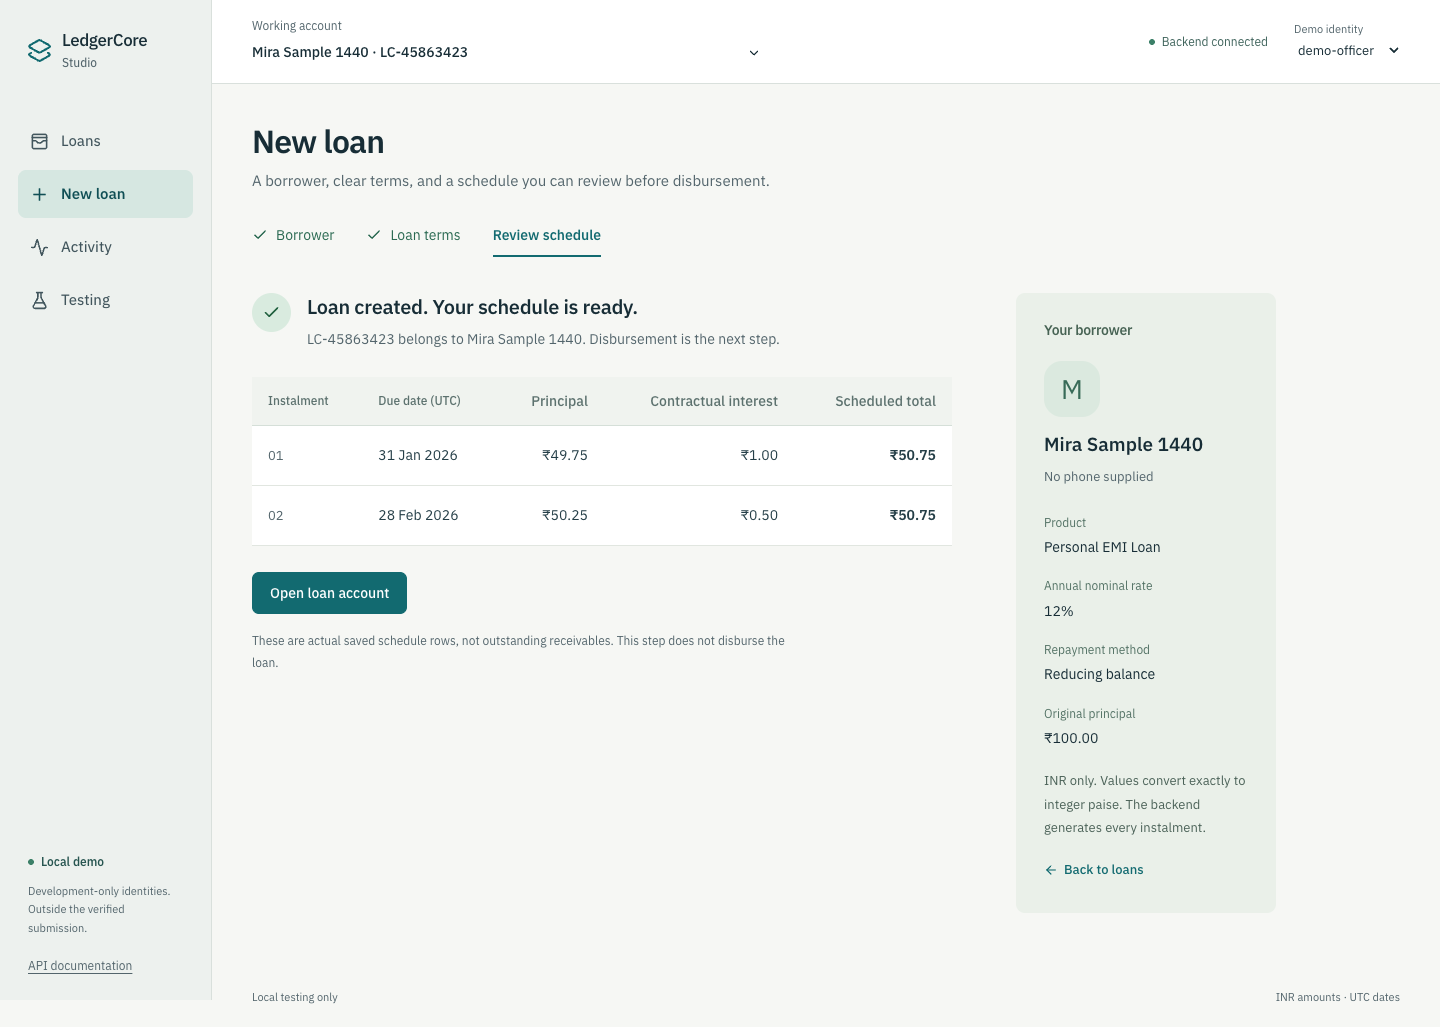 LedgerCore
Studio
Loans
New loan
Activity
Testing
Local demo
Development-only identities.
Outside the verified
submission.
API documentation
Working account
Mira Sample 1440 · LC-45863423
Backend connected
Demo identity
demo-officer
New loan
A borrower, clear terms, and a schedule you can review before disbursement.
Borrower
Loan terms
Review schedule
Loan created. Your schedule is ready.
LC-45863423 belongs to Mira Sample 1440. Disbursement is the next step.
Instalment Due date (UTC) Principal Contractual interest Scheduled total
01 31 Jan 2026 ₹49.75 ₹1.00 ₹50.75
02 28 Feb 2026 ₹50.25 ₹0.50 ₹50.75
Open loan account
These are actual saved schedule rows, not outstanding receivables. This step does not disburse the
loan.
Your borrower
M
Mira Sample 1440
No phone supplied
Product
Personal EMI Loan
Annual nominal rate
12%
Repayment method
Reducing balance
Original principal
₹100.00
INR only. Values convert exactly to
integer paise. The backend
generates every instalment.
Back to loans
Local testing only
INR amounts · UTC dates